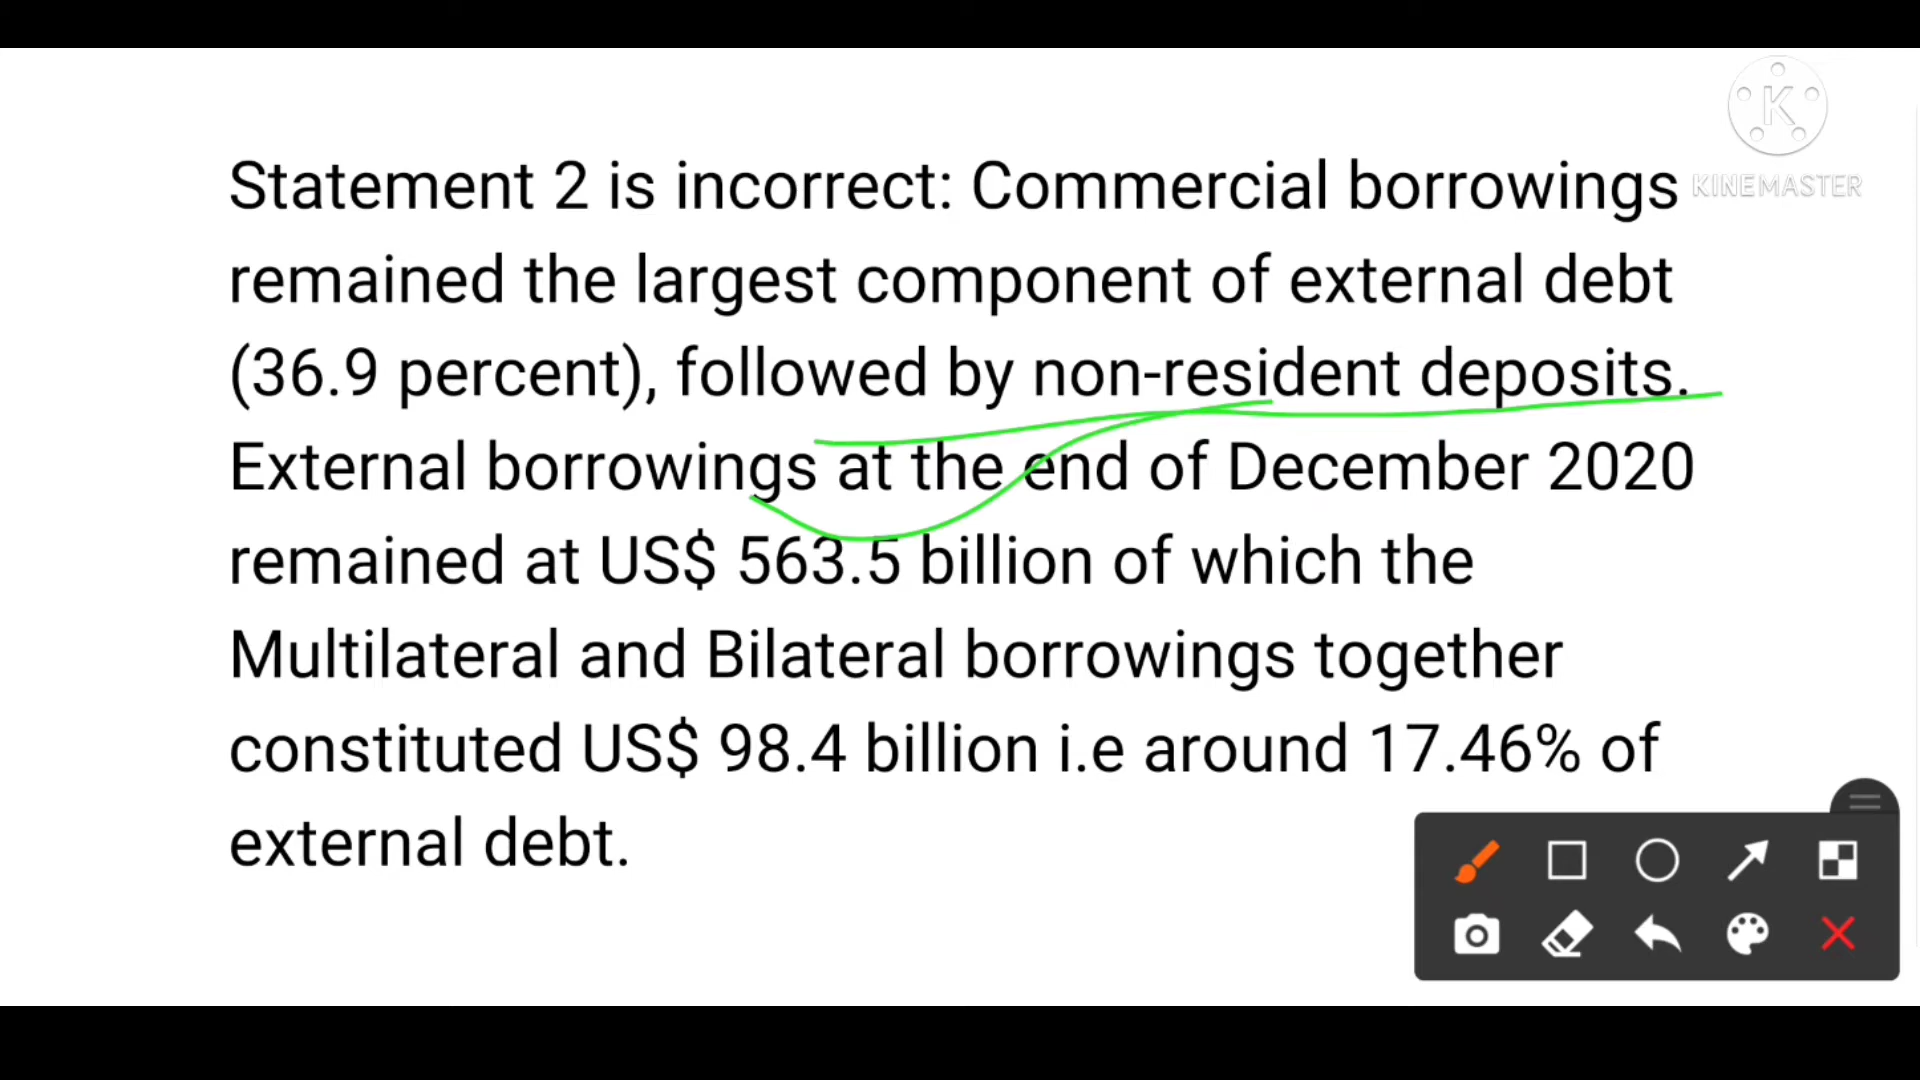 K
KINEMASTER
Statement 2 is incorrect: Commercial borrowings
remained the largest component of external debt
(36.9 percent), followed by non-resident deposits.
External borrowings at the end of December 2020
remained at US$ 563.5 billion of which the
Multilateral and Bilateral borrowings together
constituted US$ 98.4 billion i.e around 17.46% of
external debt.